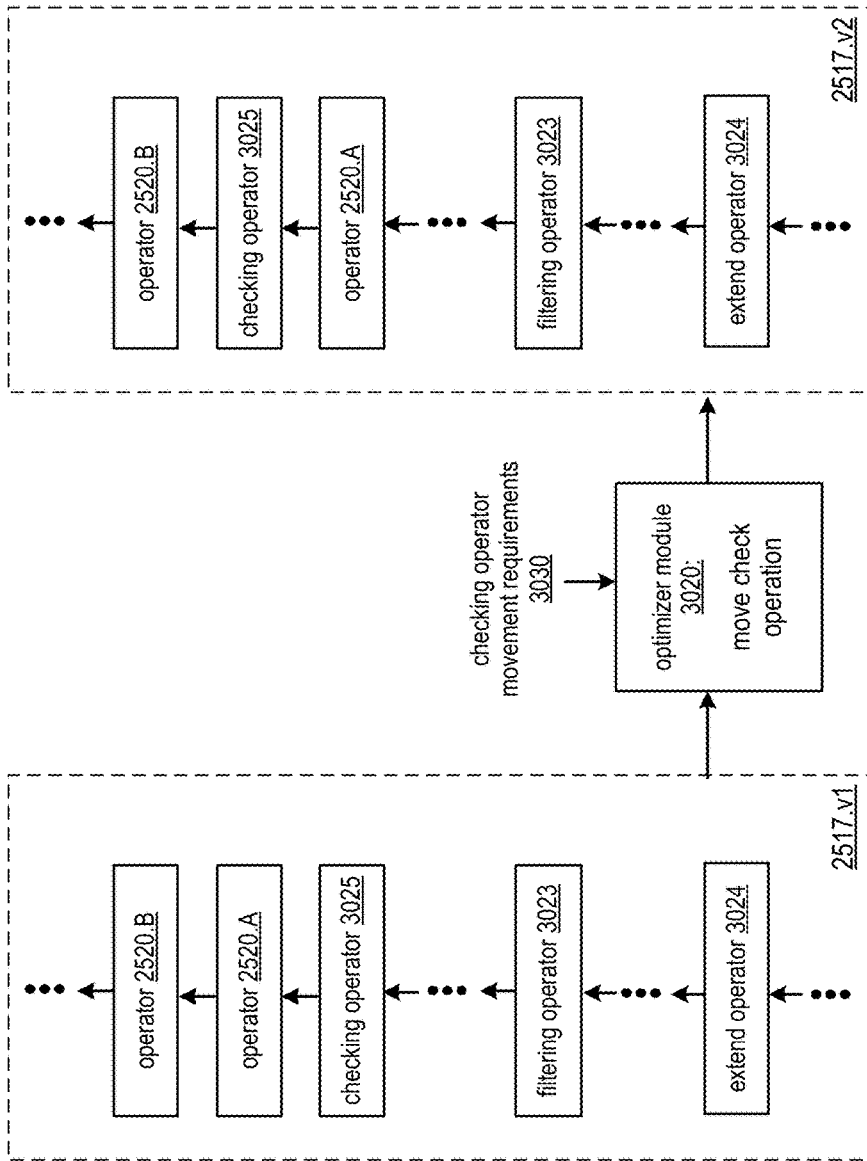 operator 2520.B
operator 2520.A
checking operator 3025
filtering operator 3023
extend operator 3024
2517.v1
checking operator
movement requirements
3030
optimizer module
3020:
move check
operation
operator 2520.B
checking operator 3025
operator 2520.A
filtering operator 3023
extend operator 3024
2517.v2